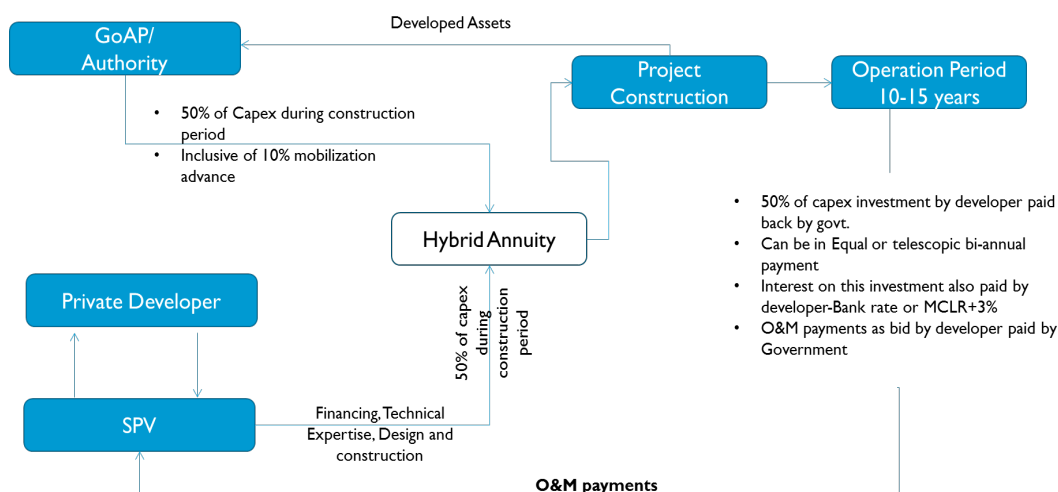 Developed Assets
GoAP/
Authority
Project
Construction
Operation Period
10-15 years
• 50% of Capex during construction
period
• Inclusive of 10% mobilization
advance
Hybrid Annuity
• 50% of capex investment by developer paid
back by govt.
• Can be in Equal or telescopic bi-annual
payment
• Interest on this investment also paid by
developer-Bank rate or MCLR+3%
• O&M payments as bid by developer paid by
Government
Private Developer
50% of capex
during
construction
period
SPV
Financing, Technical
Expertise, Design and
construction
O&M payments